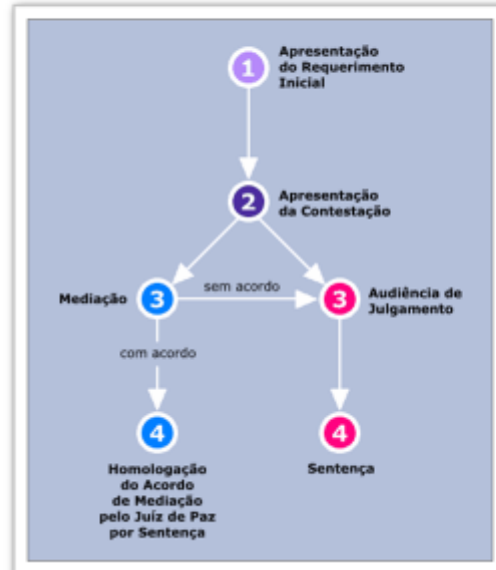 1
Apresentação
do Requerimento
Inicial
2
Apresentação
da Contestação
Mediação
3
sem acordo
3
Audiência de
Julgamento
com acordo
4
4
Homologação
do Acordo
de Mediação
pelo Juíz de Paz
por Sentença
Sentença